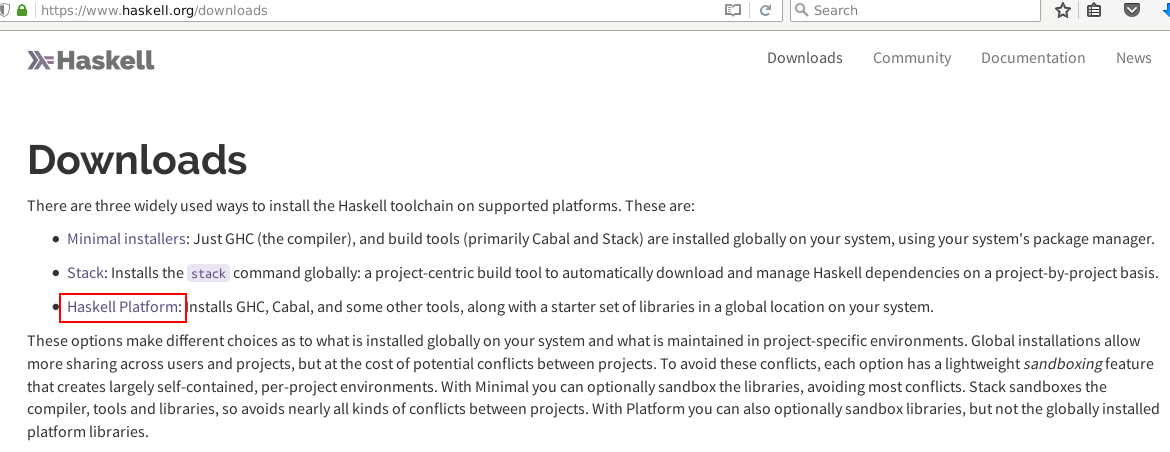 https://www.haskell.org/downloads
Search
Haskell
Downloads
Community
Documentation
News
Downloads
There are three widely used ways to install the Haskell toolchain on supported platforms. These are:
• Minimal installers: Just GHC (the compiler), and build tools (primarily Cabal and Stack) are installed globally on your system, using your system's package manager.
• Stack: Installs the stack command globally: a project-centric build tool to automatically download and manage Haskell dependencies on a project-by-project basis.
• Haskell Platform: Installs GHC, Cabal, and some other tools, along with a starter set of libraries in a global location on your system.
These options make different choices as to what is installed globally on your system and what is maintained in project-specific environments. Global installations allow
more sharing across users and projects, but at the cost of potential conflicts between projects. To avoid these conflicts, each option has a lightweight sandboxing feature
that creates largely self-contained, per-project environments. With Minimal you can optionally sandbox the libraries, avoiding most conflicts. Stack sandboxes the
compiler, tools and libraries, so avoids nearly all kinds of conflicts between projects. With Platform you can also optionally sandbox libraries, but not the globally installed
platform libraries.